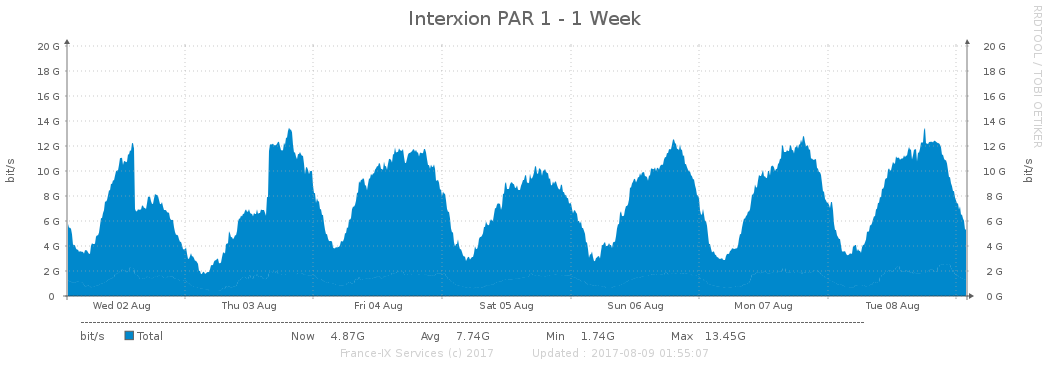 Interxion PAR 1 - 1 Week
RRDTOOL / TOBI OETIKER
bit/s
20 G 20 G
18 G 18 G
16 G 16 G
14 G 14 G
12 G 12 G
10 G 10 G
8 G 8 G
6 G 6 G
4 G 4 G
2 G 2 G
0 0 G
bit/s
Wed 02 Aug Thu 03 Aug Fri 04 Aug Sat 05 Aug Sun 06 Aug Mon 07 Aug Tue 08 Aug
bit/s Total Now 4.87G Avg 7.74G Min 1.74G Max 13.45G
France-IX Services (c) 2017 Updated : 2017-08-09 01:55:07